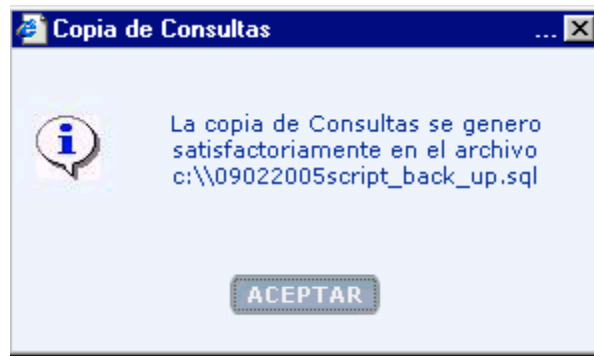 Copia de Consultas ...
La copia de Consultas se genero
satisfactoriamente en el archivo
c:\\09022005script_back_up.sql
ACEPTAR